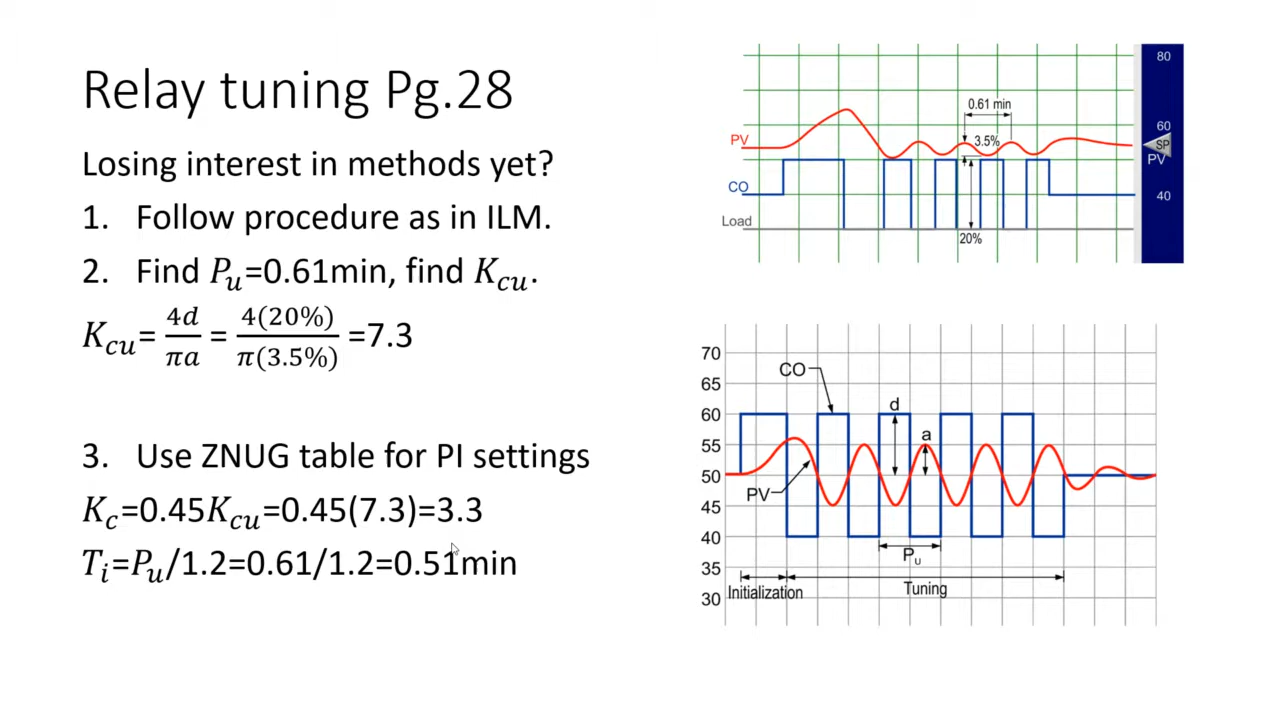 Relay tuning Pg.28
Losing interest in methods yet?
1. Follow procedure as in ILM.
2. Find Pᵤ=0.61min, find K_cu.
K_cu= 4d/πa = 4(20%)/π(3.5%) =7.3
3. Use ZNUG table for PI settings
K_c=0.45K_cu=0.45(7.3)=3.3
T_i=Pᵤ/1.2=0.61/1.2=0.51min
80
0.61 min
60
PV
3.5%
SP
PV
CO
40
Load
20%
70
CO
65
60
d
55
a
50
PV
45
40
Pᵤ
35
30
Initialization
Tuning